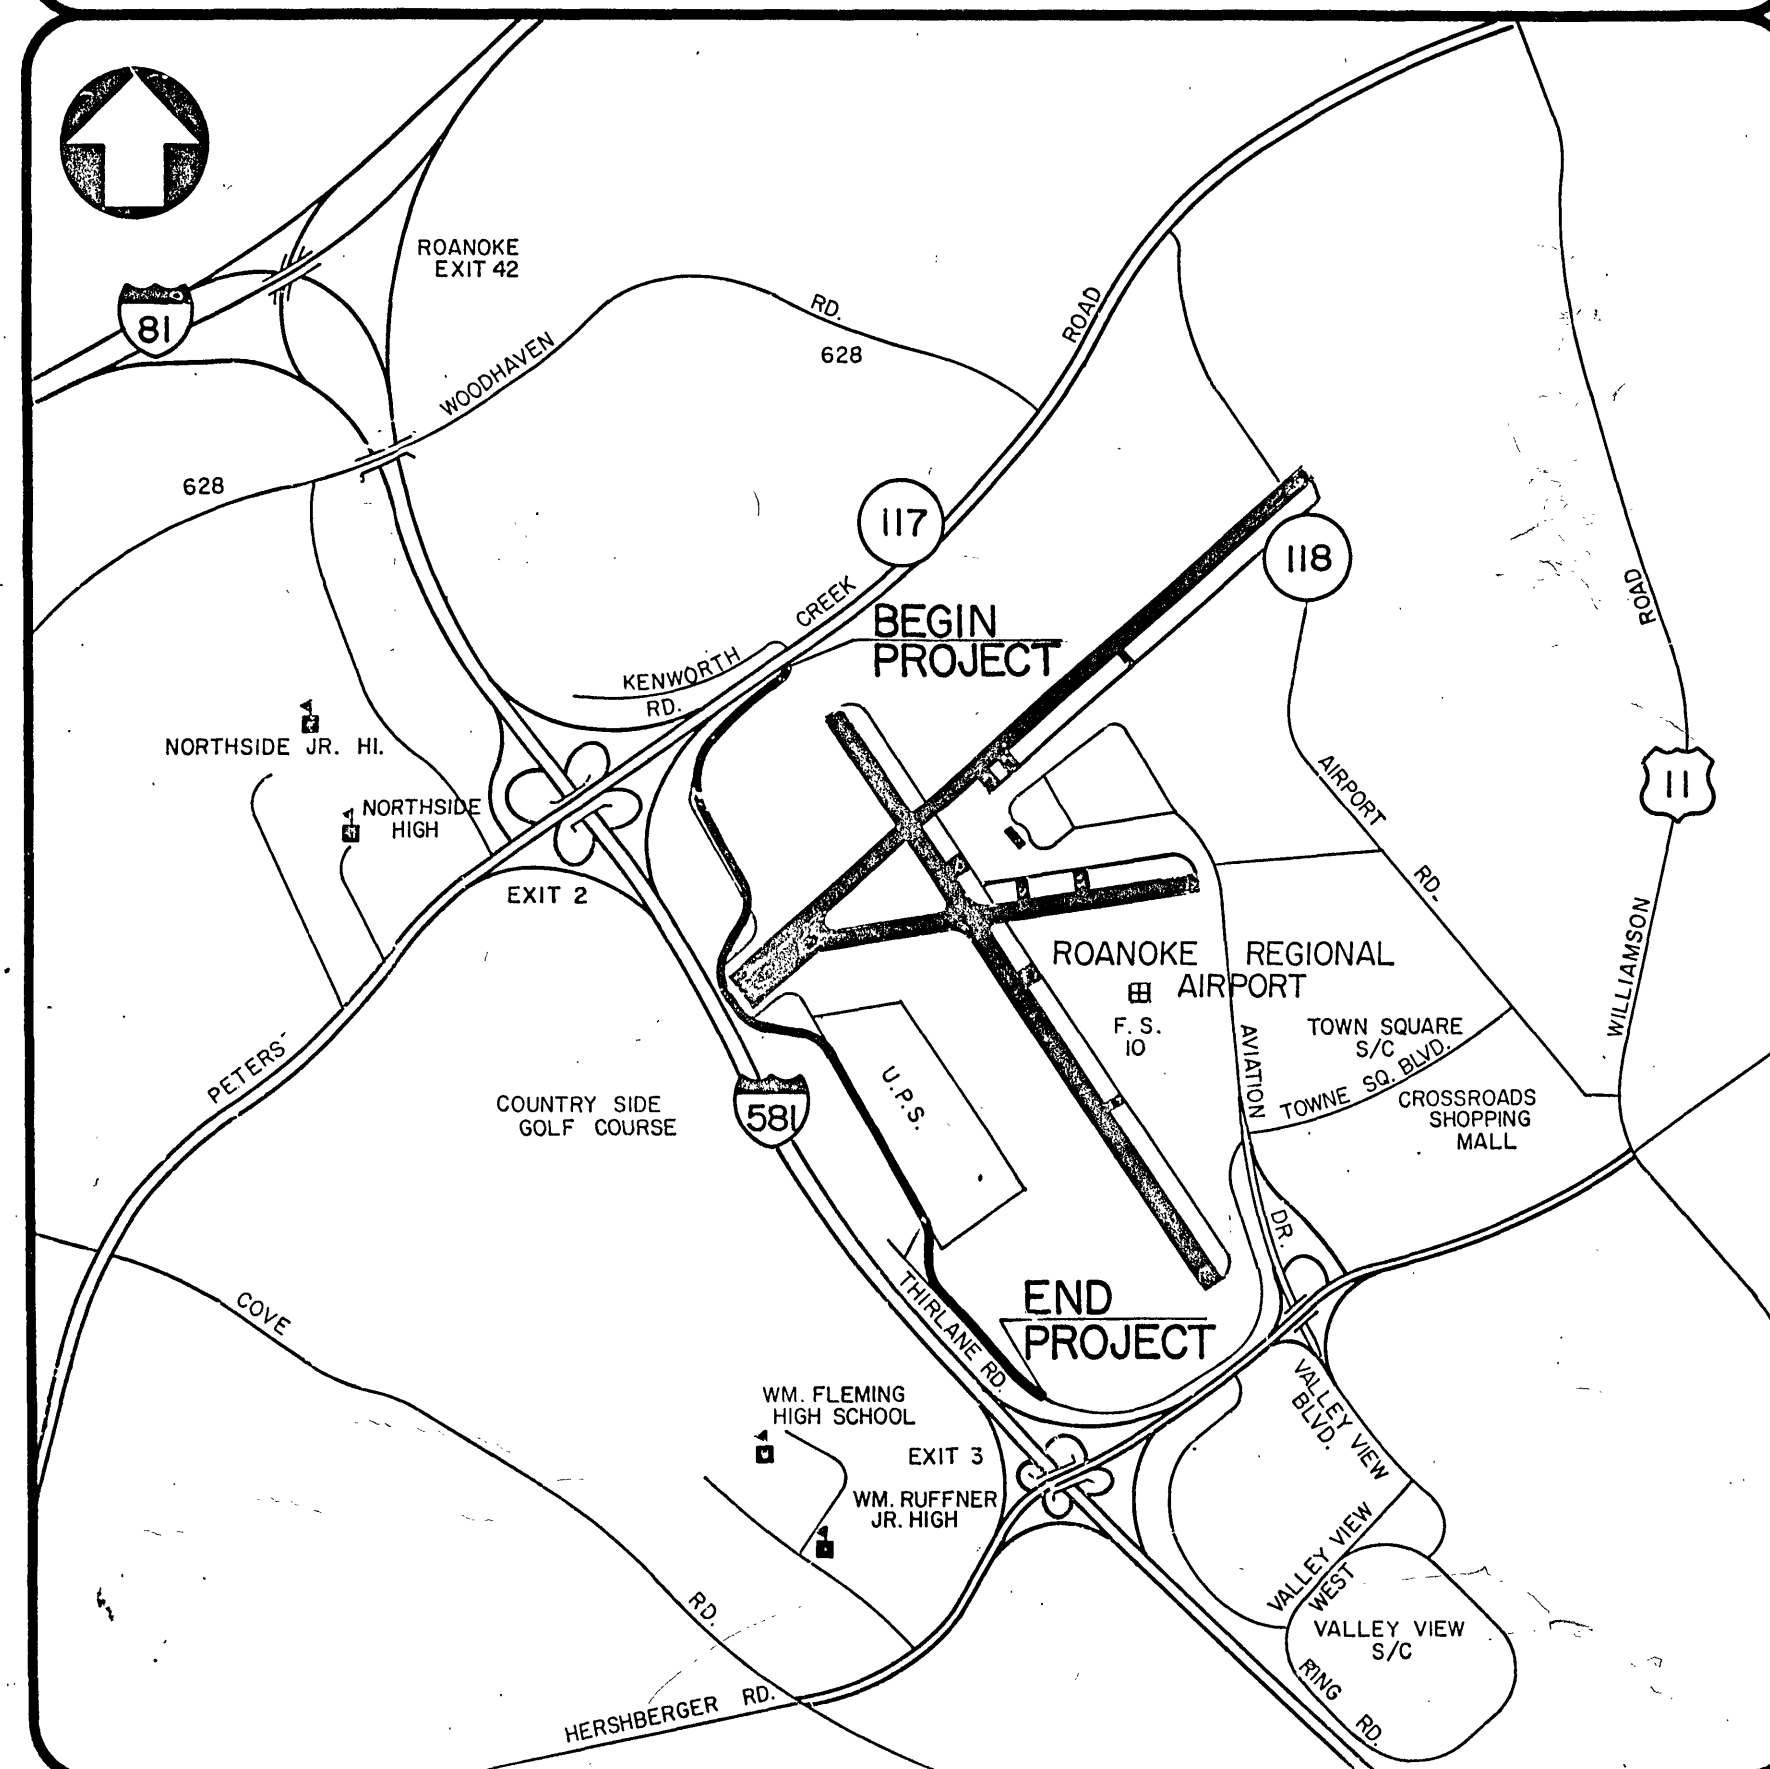 ROANOKE
EXIT 42
81
WOODHAVEN
RD.
628
628
ROAD
117
118
CREEK
BEGIN
PROJECT
KENWORTH
RD.
ROAD
NORTHSIDE JR. HI.
NORTHSIDE
HIGH
EXIT 2
AIRPORT
RD.
11
WILLIAMSON
ROANOKE REGIONAL
AIRPORT
F. S.
10
AVIATION
DR.
TOWN SQUARE
S/C
TOWNE SQ. BLVD.
CROSSROADS
SHOPPING
MALL
PETERS
COUNTRY SIDE
GOLF COURSE
581
U.P.S.
COVE
RD.
THIRLANE RD.
END
PROJECT
WM. FLEMING
HIGH SCHOOL
EXIT 3
WM. RUFFNER
JR. HIGH
VALLEY VIEW
BLVD.
VALLEY VIEW
WEST
VALLEY VIEW
S/C
RING
RD.
HERSHBERGER RD.